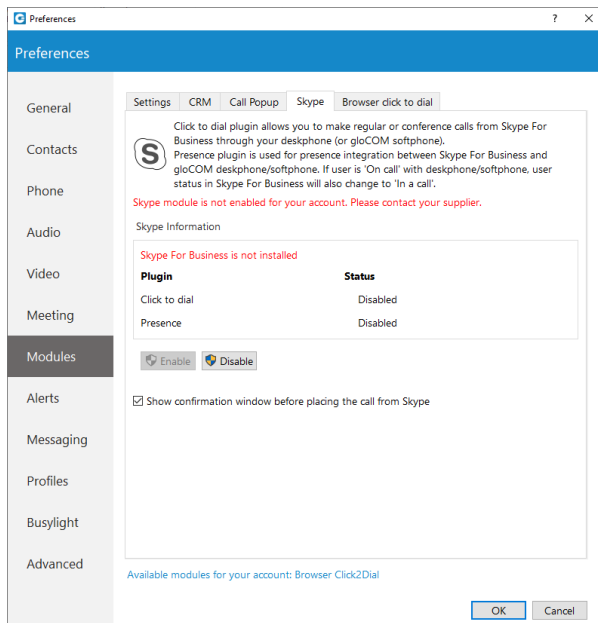 Preferences
?
Preferences
General
Contacts
Phone
Audio
Video
Meeting
Modules
Alerts
Messaging
Profiles
Busylight
Advanced
Settings CRM Call Popup Skype Browser click to dial
Click to dial plugin allows you to make regular or conference calls from Skype For
Business through your deskphone (or gloCOM softphone).
Presence plugin is used for presence integration between Skype For Business and
gloCOM deskphone/softphone. If user is 'On call' with deskphone/softphone, user
status in Skype For Business will also change to 'In a call'.
Skype module is not enabled for your account. Please contact your supplier.
Skype Information
Skype For Business is not installed
Plugin Status
Click to dial Disabled
Presence Disabled
Enable Disable
Show confirmation window before placing the call from Skype
Available modules for your account: Browser Click2Dial
OK Cancel